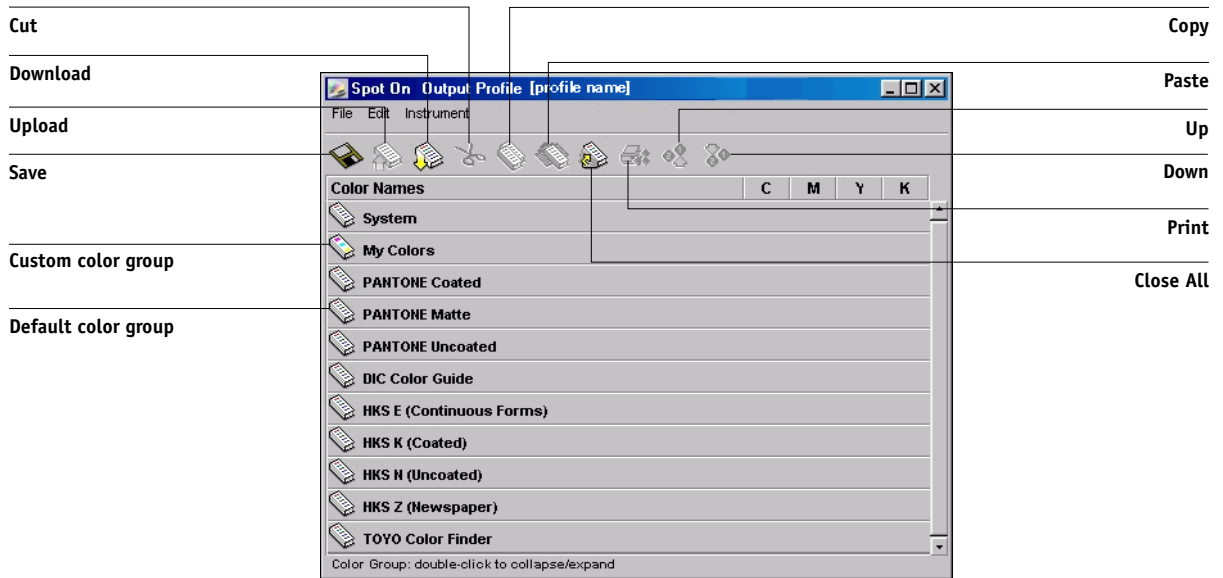 Cut
Download
Upload
Save
Custom color group
Default color group
Spot On Output Profile [profile name]
File Edit Instrument
Color Names C M Y K
System
My Colors
PANTONE Coated
PANTONE Matte
PANTONE Uncoated
DIC Color Guide
HKS E (Continuous Forms)
HKS K (Coated)
HKS N (Uncoated)
HKS Z (Newspaper)
TOYO Color Finder
Color Group: double-click to collapse/expand
Copy
Paste
Up
Down
Print
Close All